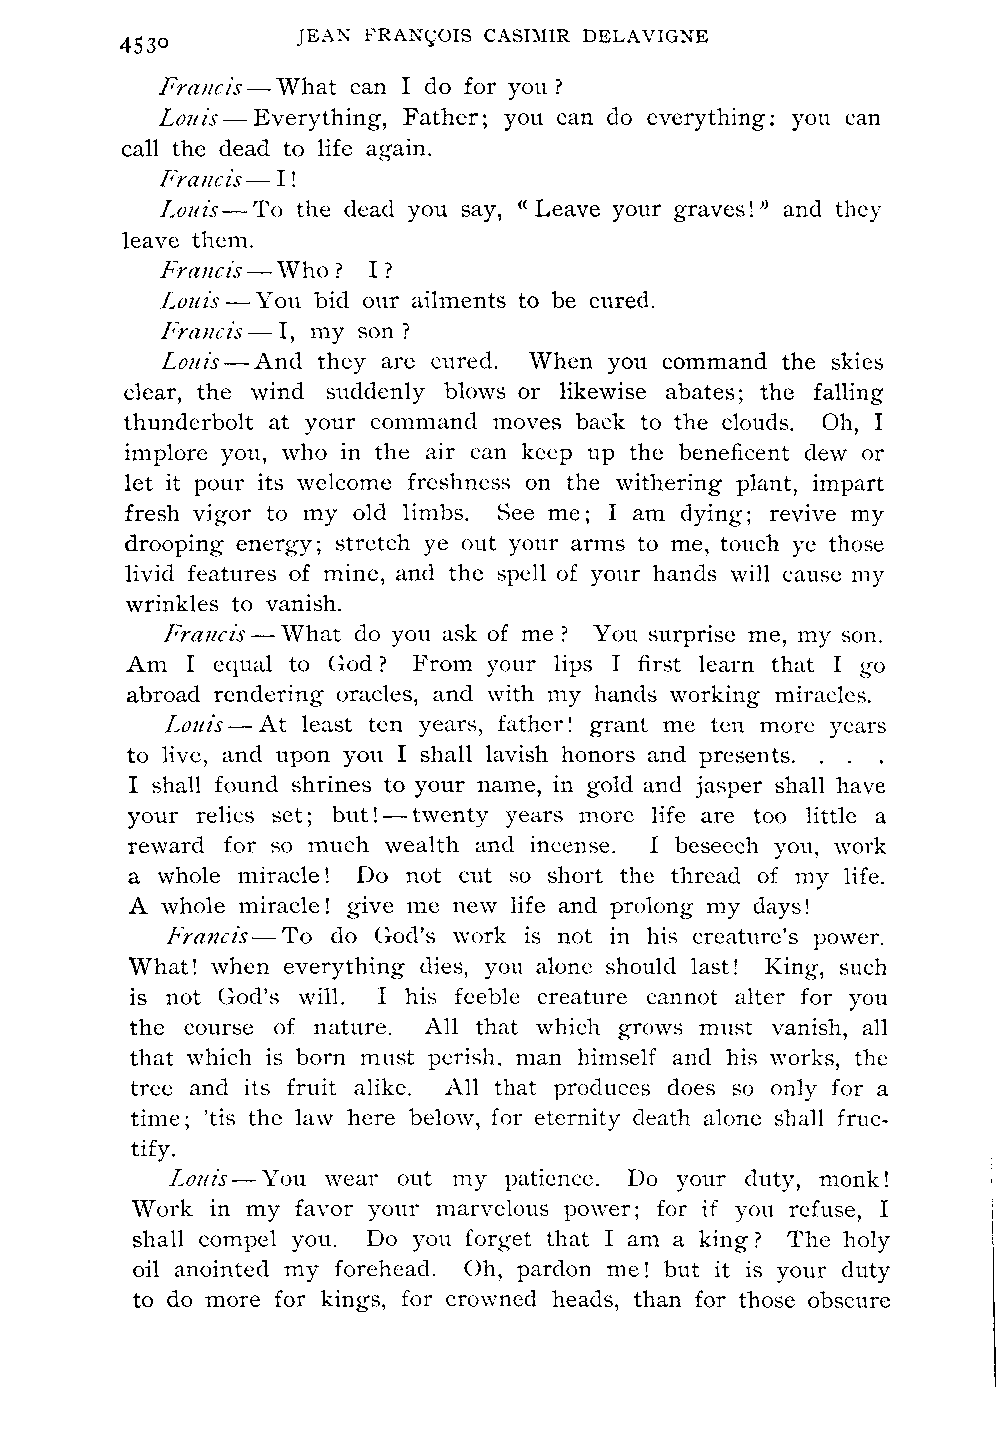 4530 JEAN FRANÇOIS CASIMIR DELAVIGNE
Francis — What can I do for you?
Louis — Everything, Father; you can do everything: you can
call the dead to life again.
Francis — I!
Louis — To the dead you say, "Leave your graves!" and they
leave them.
Francis — Who? I?
Louis — You bid our ailments to be cured.
Francis — I, my son?
Louis — And they are cured. When you command the skies
clear, the wind suddenly blows or likewise abates; the falling
thunderbolt at your command moves back to the clouds. Oh, I
implore you, who in the air can keep up the beneficent dew or
let it pour its welcome freshness on the withering plant, impart
fresh vigor to my old limbs. See me; I am dying; revive my
drooping energy; stretch ye out your arms to me, touch ye those
livid features of mine, and the spell of your hands will cause my
wrinkles to vanish.
Francis — What do you ask of me? You surprise me, my son.
Am I equal to God? From your lips I first learn that I go
abroad rendering oracles, and with my hands working miracles.
Louis — At least ten years, father! grant me ten more years
to live, and upon you I shall lavish honors and presents. . . .
I shall found shrines to your name, in gold and jasper shall have
your relics set; but! — twenty years more life are too little a
reward for so much wealth and incense. I beseech you, work
a whole miracle! Do not cut so short the thread of my life.
A whole miracle! give me new life and prolong my days!
Francis — To do God's work is not in his creature's power.
What! when everything dies, you alone should last! King, such
is not God's will. I his feeble creature cannot alter for you
the course of nature. All that which grows must vanish, all
that which is born must perish, man himself and his works, the
tree and its fruit alike. All that produces does so only for a
time; 'tis the law here below, for eternity death alone shall fruc-
tify.
Louis — You wear out my patience. Do your duty, monk!
Work in my favor your marvelous power; for if you refuse, I
shall compel you. Do you forget that I am a king? The holy
oil anointed my forehead. Oh, pardon me! but it is your duty
to do more for kings, for crowned heads, than for those obscure